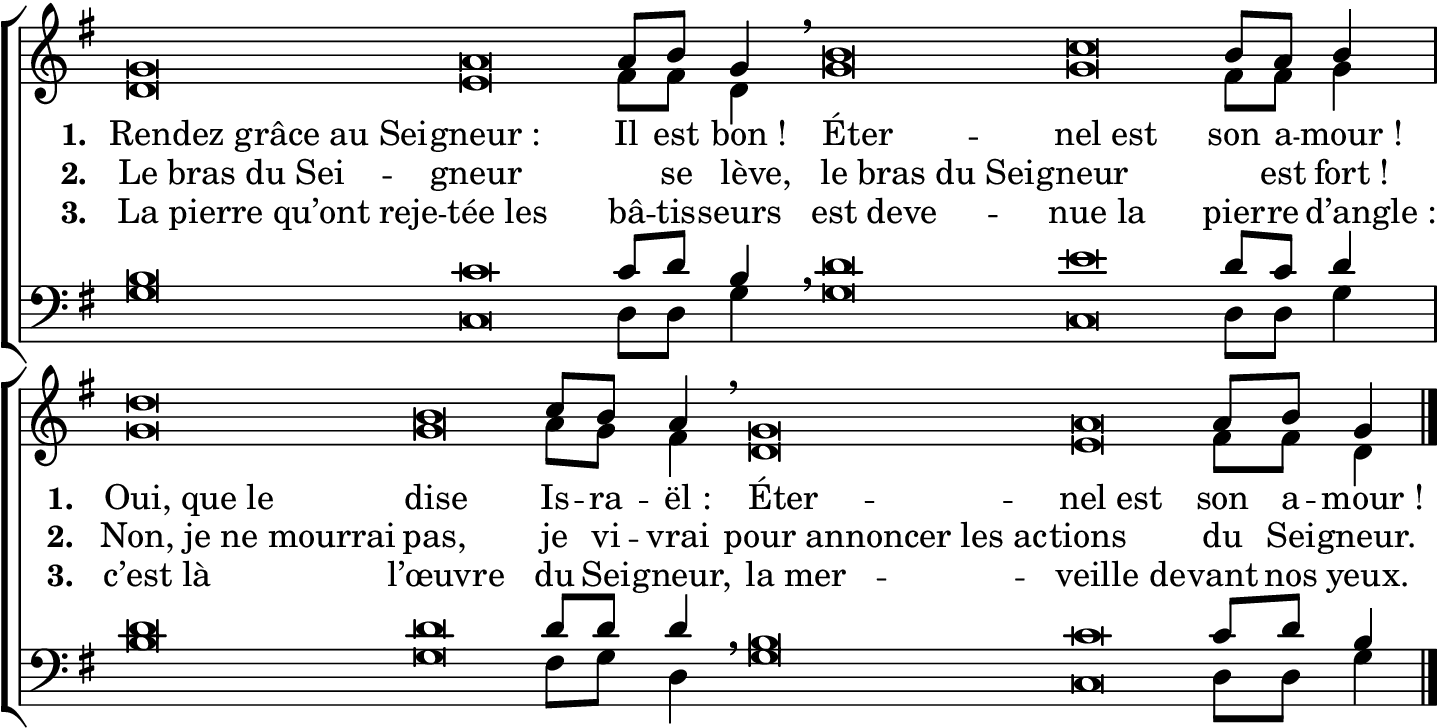 1. Rendez grâce au Sei - gneur : Il est bon ! Éter - nel est son a - mour !
2. Le bras du Sei - gneur se lève, le bras du Seigneur est fort !
3. La pierre qu’ont reje - tée les bâ - tisseurs est deve - nue la pierre d’angle :
1. Oui, que le dise Is - ra - ël : Éter - nel est son a - mour !
2. Non, je ne mourrai pas, je vi - vrai pour annoncer les actions du Seigneur.
3. c’est là l’œuvre du Seigneur, la mer - veille devant nos yeux.